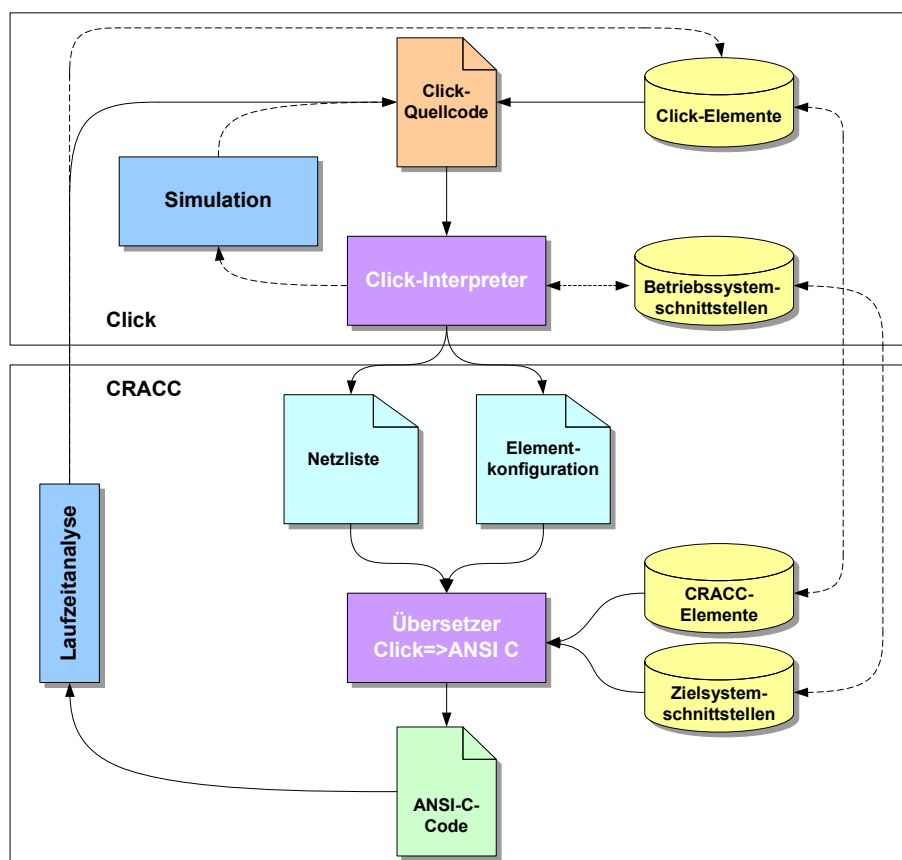 Click-
Quellcode
Click-Elemente
Simulation
Click-Interpreter
Betriebssystem-
schnittstellen
Click
CRACC
Netzliste
Element-
konfiguration
Laufzeitanalyse
CRACC-
Elemente
Übersetzer
Click=>ANSI C
Zielsystem-
schnittstellen
ANSI-C-
Code